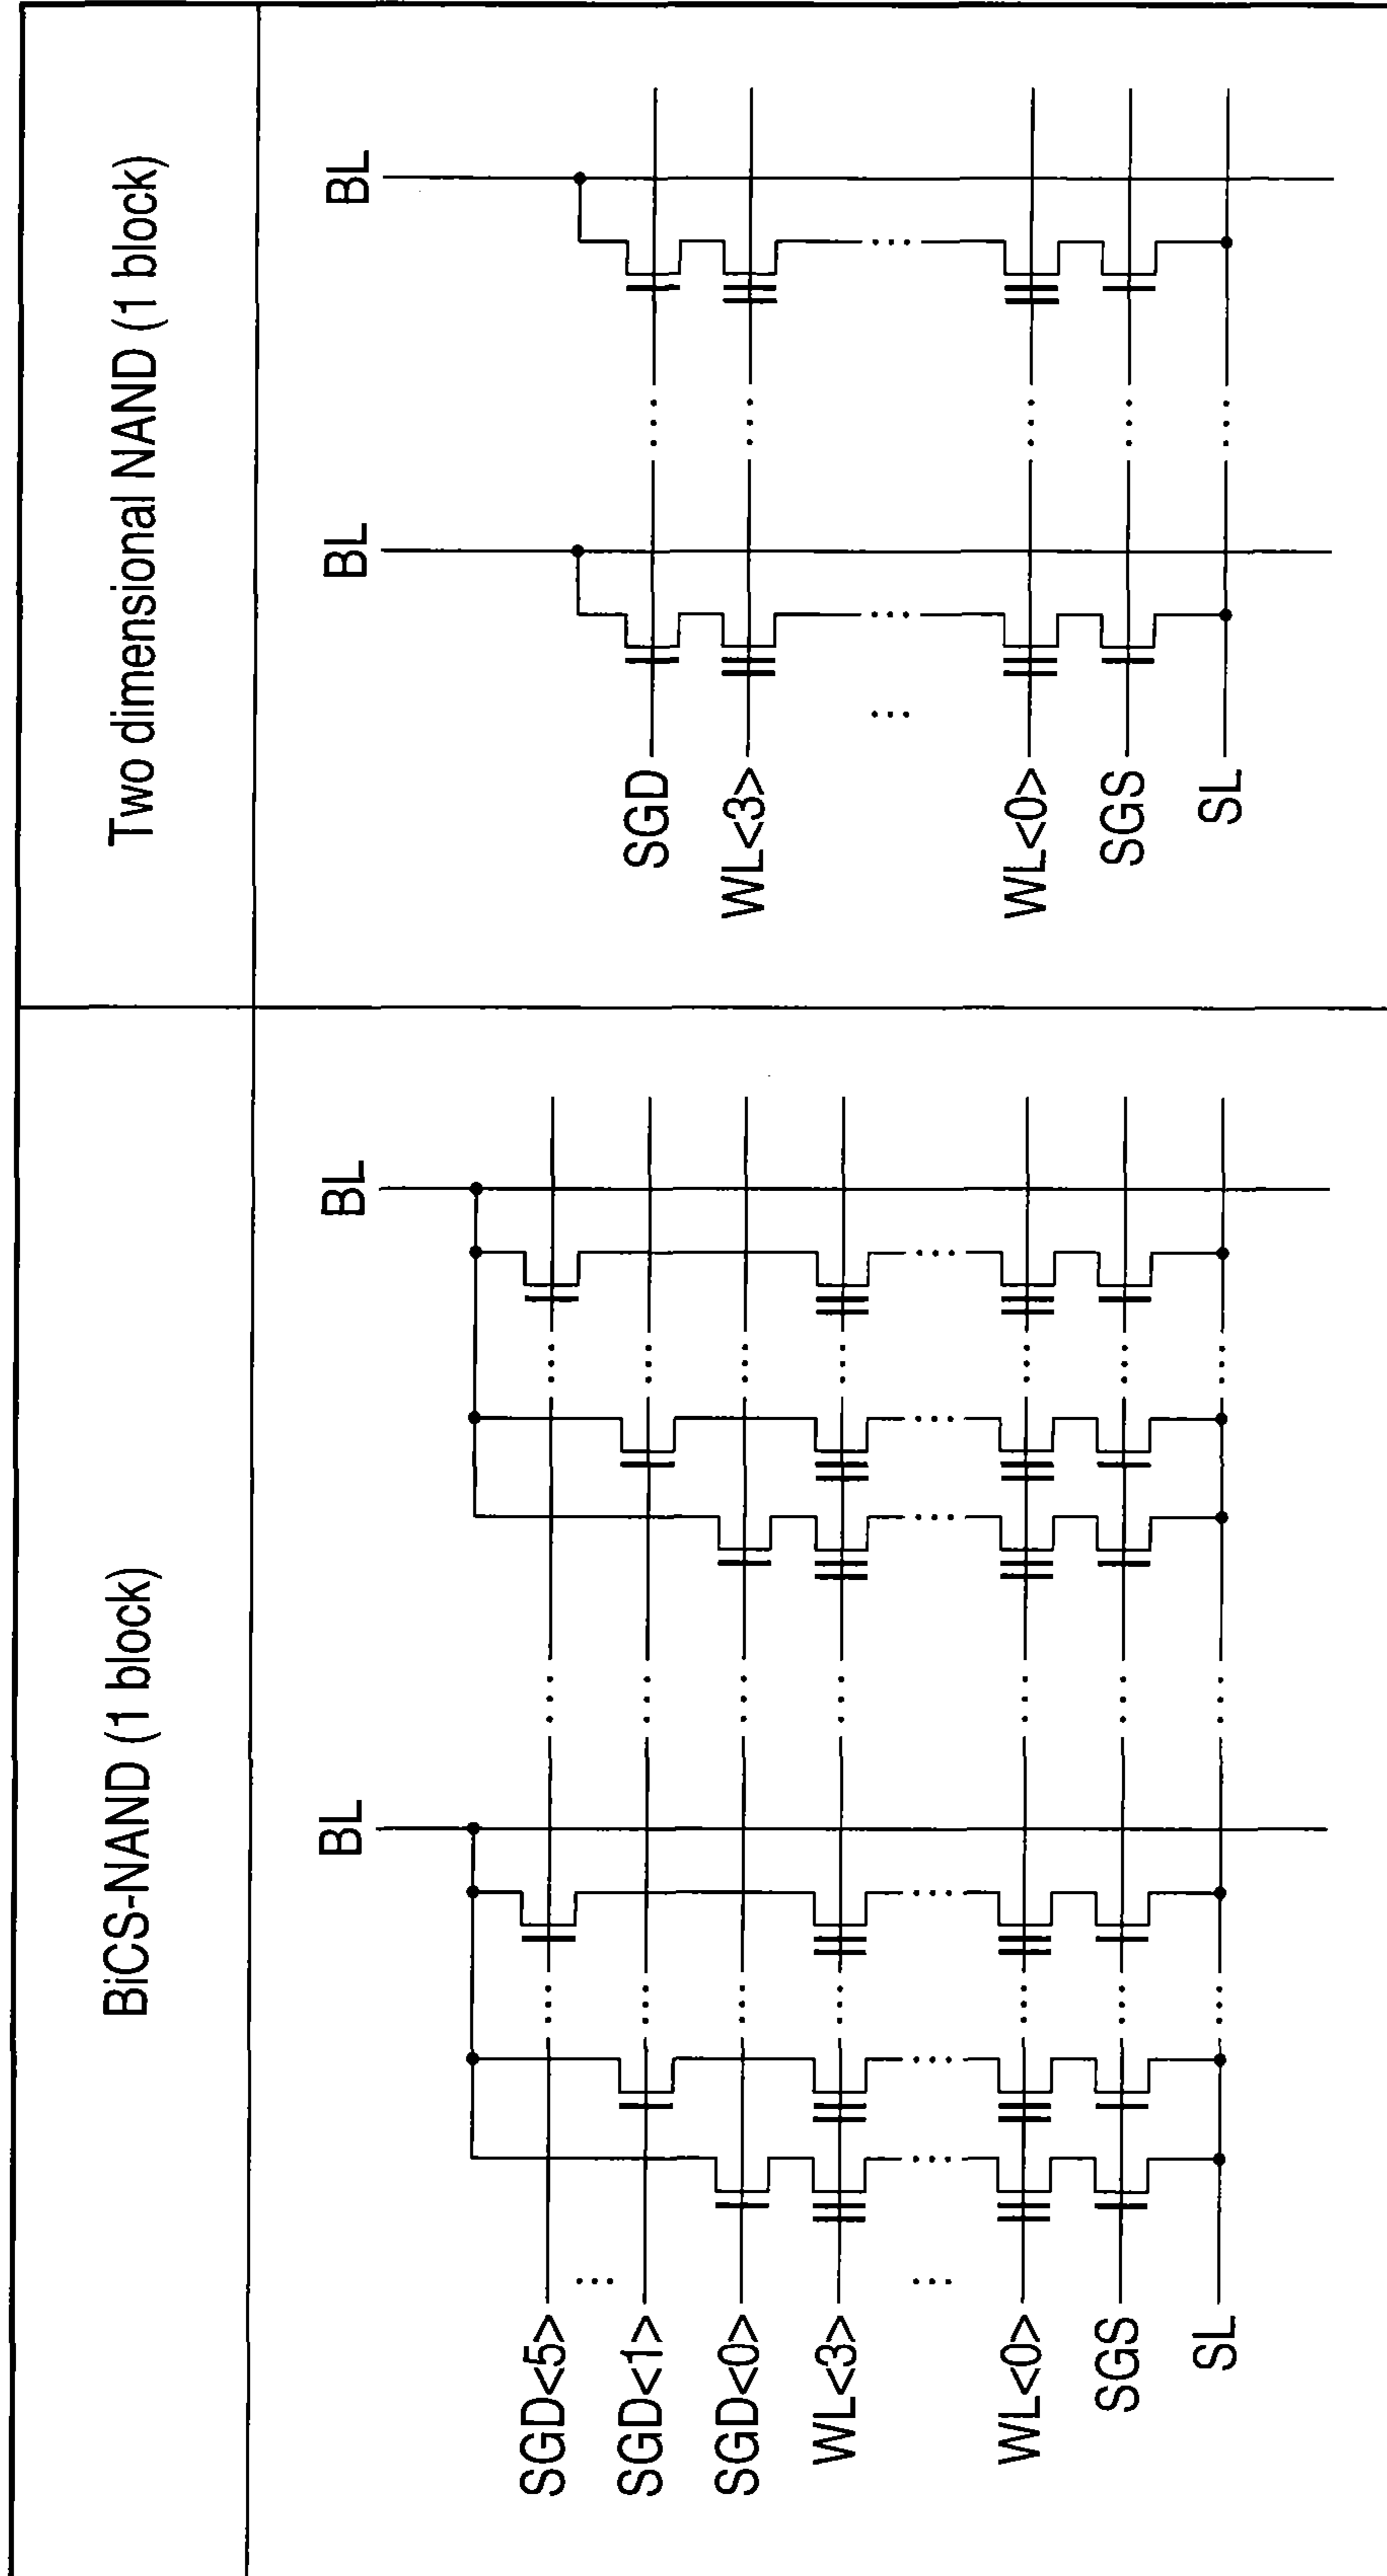 BiCS-NAND (1 block)
BL
BL
SGD<5>
...
SGD<1>
SGD<0>
WL<3>
...
WL<0>
SGS
SL
Two dimensional NAND (1 block)
BL
BL
SGD
WL<3>
...
WL<0>
SGS
SL